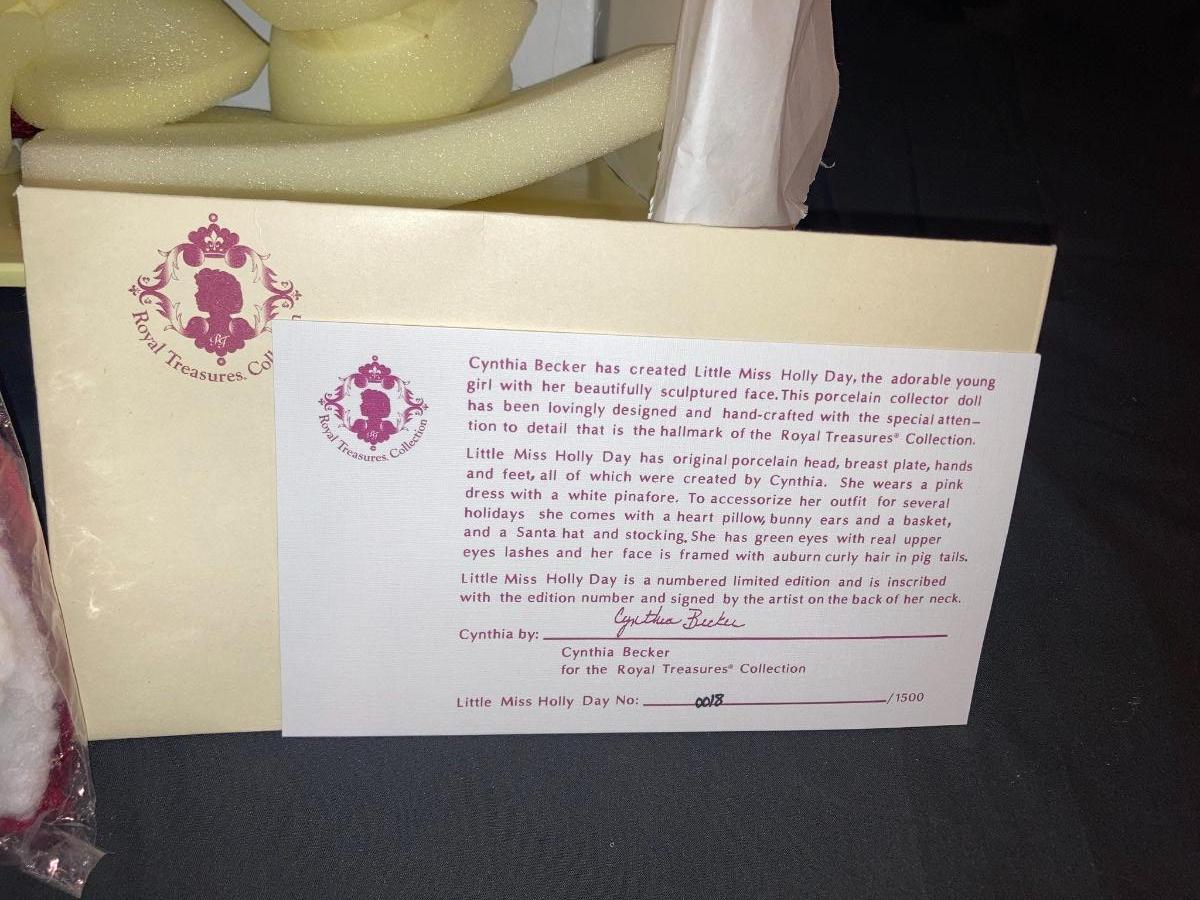 Royal Treasures. Col
RT
Royal Treasures. Collection
Cynthia Becker has created Little Miss Holly Day, the adorable young
girl with her beautifully sculptured face. This porcelain collector doll
has been lovingly designed and hand-crafted with the special atten-
tion to detail that is the hallmark of the Royal Treasures® Collection.
Little Miss Holly Day has original porcelain head, breast plate, hands
and feet, all of which were created by Cynthia. She wears a pink
dress with a white pinafore. To accessorize her outfit for several
holidays she comes with a heart pillow, bunny ears and a basket,
and a Santa hat and stocking. She has green eyes with real upper
eyes lashes and her face is framed with auburn curly hair in pig tails.
Little Miss Holly Day is a numbered limited edition and is inscribed
with the edition number and signed by the artist on the back of her neck.
Cynthia by: Cynthia Becker
Cynthia Becker
for the Royal Treasures® Collection
Little Miss Holly Day No: 0018 /1500